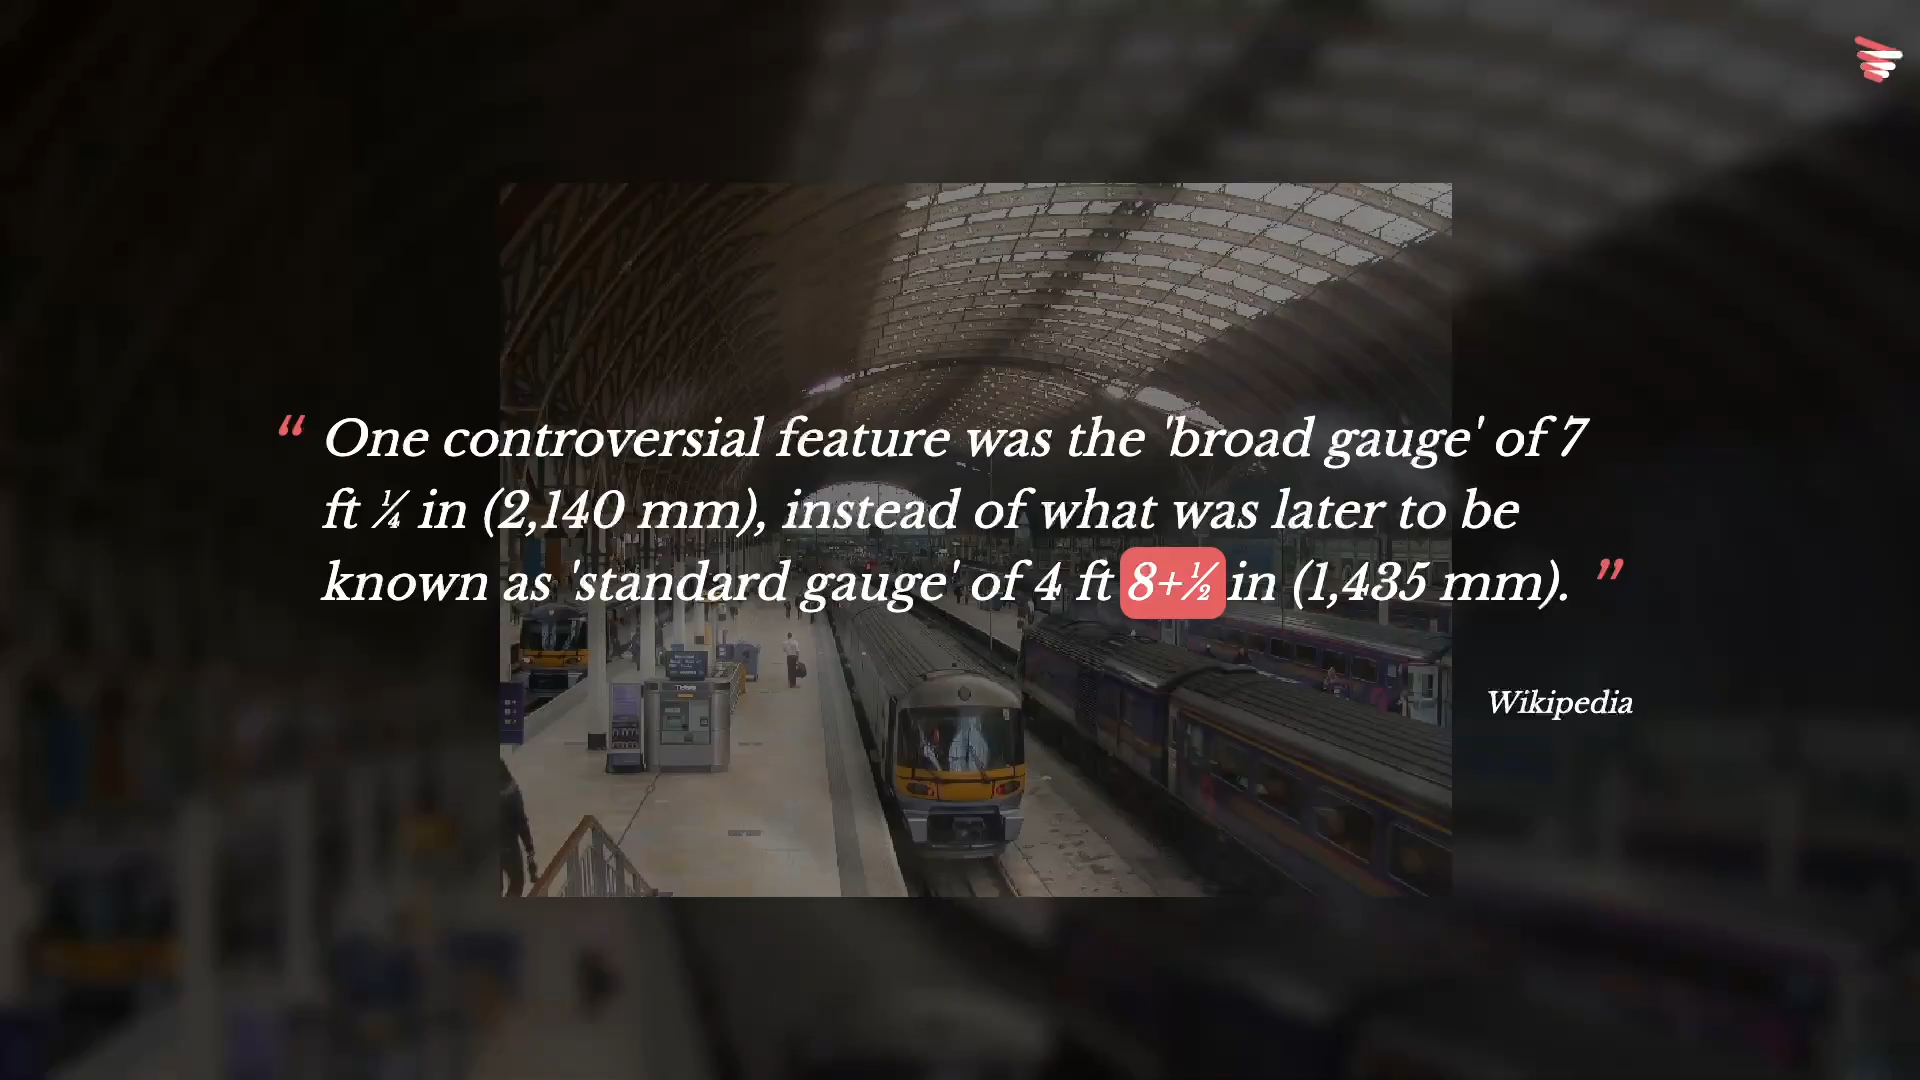 “ One controversial feature was the 'broad gauge' of 7
ft ¼ in (2,140 mm), instead of what was later to be
known as 'standard gauge' of 4 ft 8+½ in (1,435 mm). ”
Wikipedia